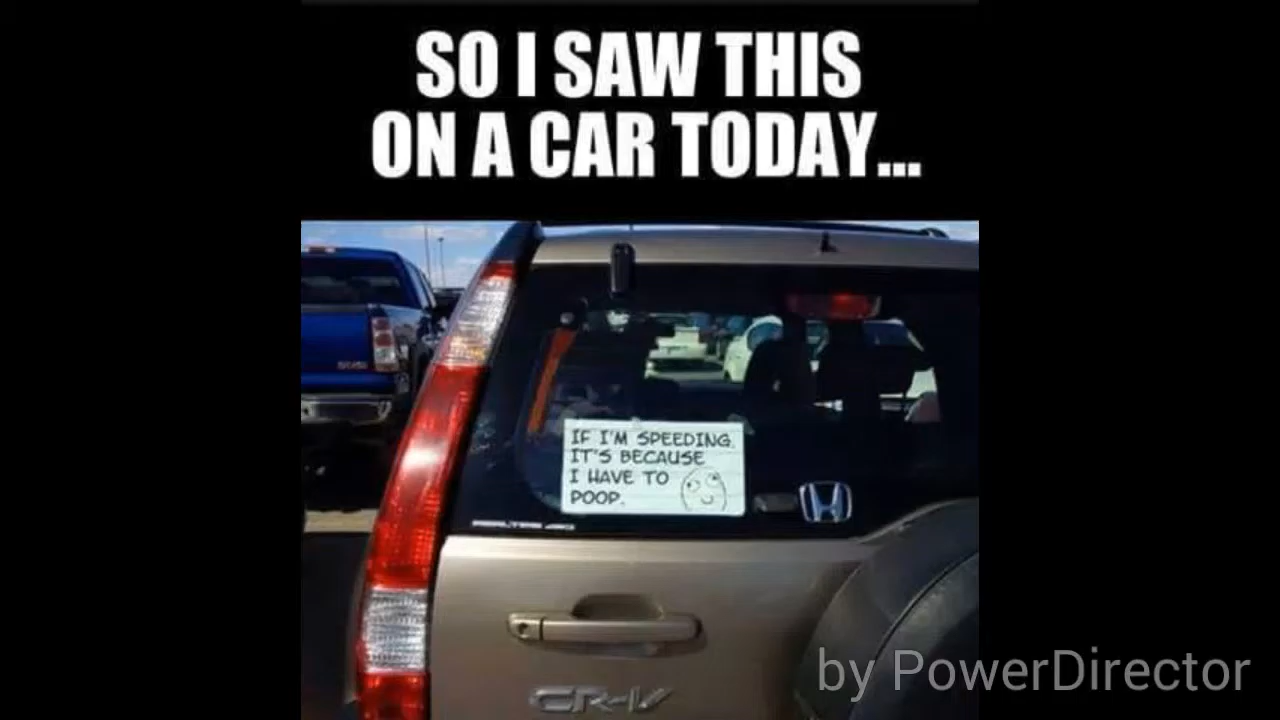 SO I SAW THIS
ON A CAR TODAY...
IF I'M SPEEDING,
IT'S BECAUSE
I HAVE TO
POOP.
CR-V
by PowerDirector